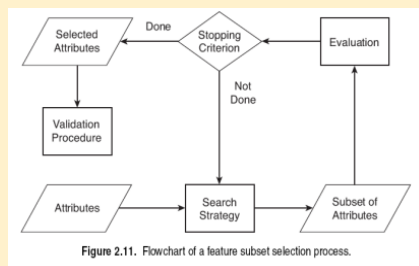 Selected
Attributes
Done
Stopping
Criterion
Evaluation
Not
Done
Validation
Procedure
Attributes
Search
Strategy
Subset of
Attributes
Figure 2.11. Flowchart of a feature subset selection process.